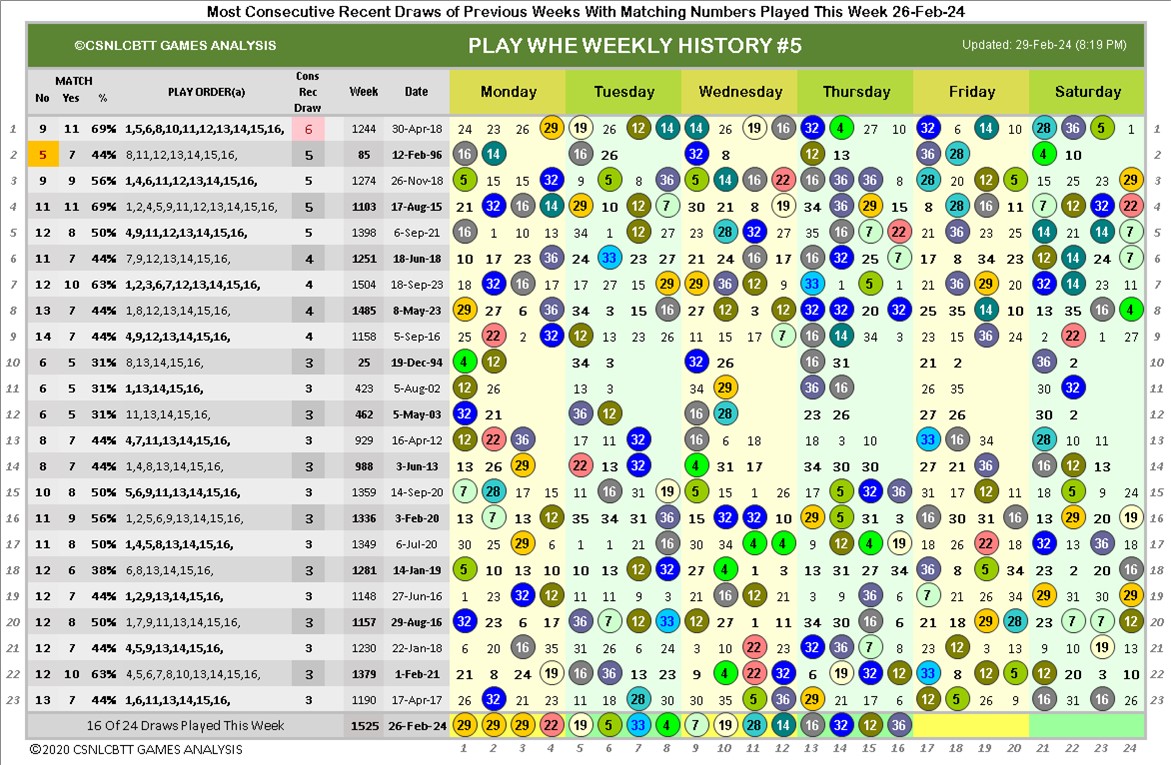 Most Consecutive Recent Draws of Previous Weeks With Matching Numbers Played This Week 26-Feb-24
©CSNLCBTT GAMES ANALYSIS PLAY WHE WEEKLY HISTORY #5 Updated: 29-Feb-24 (8:19 PM)
No MATCH Yes % PLAY ORDER(a) Cons Rec Draw Week Date Monday Tuesday Wednesday Thursday Friday Saturday
1 9 11 69% 1,5,6,8,10,11,12,13,14,15,16, 6 1244 30-Apr-18 24 23 26 29 19 26 12 14 14 26 19 16 32 4 27 10 32 6 14 10 28 36 5 1 1
2 5 7 44% 8,11,12,13,14,15,16, 5 85 12-Feb-96 16 14 16 26 32 8 12 13 36 28 4 10 2
3 9 9 56% 1,4,6,11,12,13,14,15,16, 5 1274 26-Nov-18 5 15 15 32 9 5 8 36 5 14 16 22 16 36 36 8 28 20 12 5 15 25 23 29 3
4 11 11 69% 1,2,4,5,9,11,12,13,14,15,16, 5 1103 17-Aug-15 21 32 16 14 29 10 12 7 30 21 8 19 34 36 29 15 8 28 16 11 7 12 32 22 4
5 12 8 50% 4,9,11,12,13,14,15,16, 5 1398 6-Sep-21 16 1 10 13 34 1 12 27 23 28 32 27 35 16 7 22 21 36 23 25 14 21 14 7 5
6 11 7 44% 7,9,12,13,14,15,16, 4 1251 18-Jun-18 10 17 23 36 24 33 23 27 21 24 16 17 16 32 25 7 17 8 34 23 12 14 24 7 6
7 12 10 63% 1,2,3,6,7,12,13,14,15,16, 4 1504 18-Sep-23 18 32 16 17 17 27 15 29 29 36 12 9 33 1 5 1 21 36 29 20 32 14 23 11 7
8 13 7 44% 1,8,12,13,14,15,16, 4 1485 8-May-23 29 27 6 36 34 3 15 16 27 12 3 12 32 32 20 32 25 35 14 10 13 35 16 4 8
9 14 44% 4,9,12,13,14,15,16, 4 1158 5-Sep-16 25 22 2 32 12 13 23 26 11 15 17 7 16 14 34 3 23 15 36 24 2 22 1 27 9
10 6 5 31% 8,13,14,15,16, 3 25 19-Dec-94 4 12 34 3 32 26 16 31 21 2 36 2 10
11 6 5 31% 1,13,14,15,16, 3 423 5-Aug-02 12 26 13 3 34 29 36 16 26 35 30 32 11
12 6 5 31% 11,13,14,15,16, 3 462 5-May-03 32 21 36 12 16 28 23 26 27 26 30 2 12
13 8 7 44% 4,7,11,13,14,15,16, 3 929 16-Apr-12 12 22 36 17 11 32 16 6 18 18 3 10 33 16 34 28 10 11 13
14 8 7 44% 1,4,8,13,14,15,16, 3 988 3-Jun-13 13 26 29 22 13 32 4 31 17 34 30 30 27 21 36 16 12 13 14
15 10 8 50% 5,6,9,11,13,14,15,16, 3 1359 14-Sep-20 7 28 17 15 11 16 31 19 5 15 1 26 17 5 32 36 31 17 12 11 18 5 9 24 15
16 11 9 56% 1,2,5,6,9,13,14,15,16, 3 1336 3-Feb-20 13 7 13 12 35 34 31 36 15 32 32 10 29 5 31 3 16 30 31 16 13 29 20 19 16
17 11 8 50% 1,4,5,8,13,14,15,16, 3 1349 6-Jul-20 30 25 29 6 1 1 21 16 30 34 4 4 9 12 4 19 18 26 22 18 32 13 36 18 17
18 12 6 38% 6,8,13,14,15,16, 3 1281 14-Jan-19 5 10 13 10 10 13 12 32 27 4 1 3 13 31 27 34 36 8 5 34 23 2 20 16 18
19 12 7 44% 1,2,9,13,14,15,16, 3 1148 27-Jun-16 1 23 32 12 11 11 9 3 21 16 12 21 3 9 36 6 7 21 26 34 29 31 30 29 19
20 12 8 50% 1,7,9,11,13,14,15,16, 3 1157 29-Aug-16 32 23 6 17 36 7 12 33 12 27 1 11 34 30 16 6 21 18 29 28 23 7 7 12 20
21 12 7 44% 4,5,9,13,14,15,16, 3 1230 22-Jan-18 6 20 16 35 31 26 6 24 3 10 22 21 32 36 7 8 23 12 3 13 21 9 19 13 21
22 12 10 63% 4,5,6,7,8,10,13,14,15,16, 3 1379 1-Feb-21 21 8 24 19 16 36 23 23 9 4 22 32 6 19 32 12 33 8 12 5 12 20 3 10 22
23 13 44% 1,6,11,13,14,15,16, 3 1190 17-Apr-17 26 32 21 23 17 7 28 30 30 35 5 36 29 21 17 6 12 5 26 9 16 31 16 26 23
16 Of 24 Draws Played This Week 1525 26-Feb-24 29 29 29 22 19 5 33 4 7 19 28 14 16 32 12 36
©2020 CSNLCBTT GAMES ANALYSIS 1 2 3 4 5 6 7 8 9 10 11 12 13 14 15 16 17 18 19 20 21 22 23 24